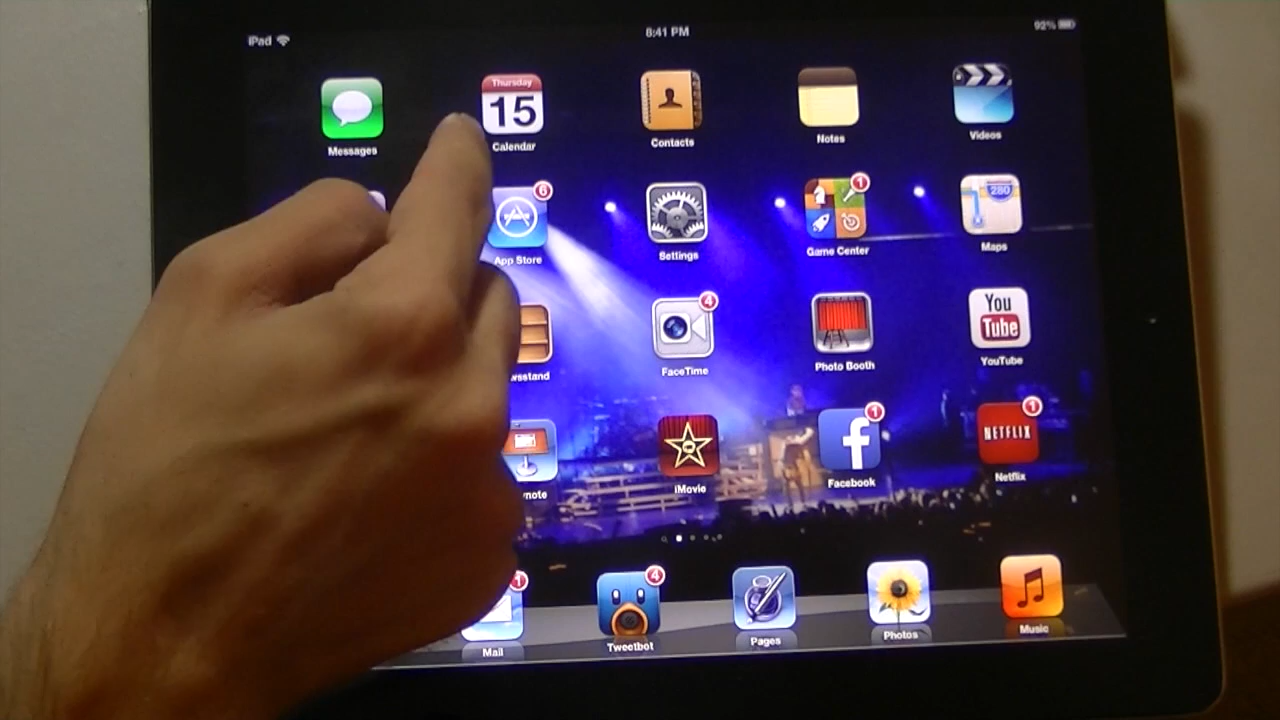 iPad 8:41 PM 92%
Thursday
15
Messages Calendar Contacts Notes Videos
6 1 280
App Store Settings Game Center Maps
4 You Tube
wsstand FaceTime Photo Booth YouTube
1 NETFLIX 1
ynote iMovie Facebook Netflix
1 4
Mail Tweetbot Pages Photos Music